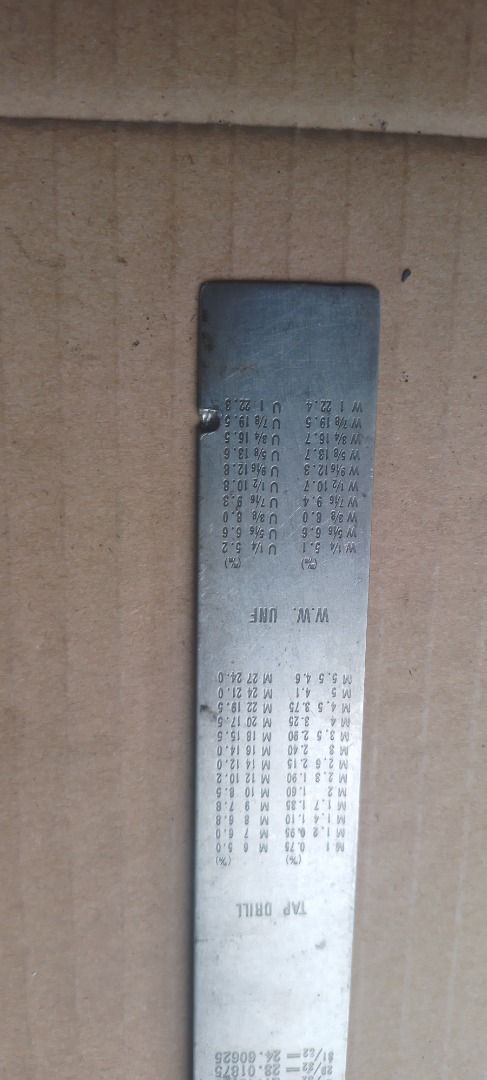 29/32 = 23.01875
31/32 = 24.60625
TAP DRILL
(%) (%)
M 1 0.75 M 6 5.0
M 1.2 0.95 M 7 6.0
M 1.4 1.10 M 8 6.8
M 1.7 1.35 M 9 7.8
M 2 1.60 M 10 8.5
M 2.3 1.90 M 12 10.2
M 2.6 2.15 M 14 12.0
M 3 2.40 M 16 14.0
M 3.5 2.90 M 18 15.5
M 4 3.25 M 20 17.5
M 4.5 3.75 M 22 19.5
M 5 4.1 M 24 21.0
M 5.5 4.6 M 27 24.0
W.W. UNF
(%) (%)
W 1/4 5.1 U 1/4 5.2
W 5/16 6.6 U 5/16 6.6
W 3/8 8.0 U 3/8 8.0
W 7/16 9.4 U 7/16 9.3
W 1/2 10.7 U 1/2 10.8
W 9/16 12.3 U 9/16 12.8
W 5/8 13.7 U 5/8 13.6
W 3/4 16.7 U 3/4 16.5
W 7/8 19.5 U 7/8 19.5
W 1 22.4 U 1 22.3